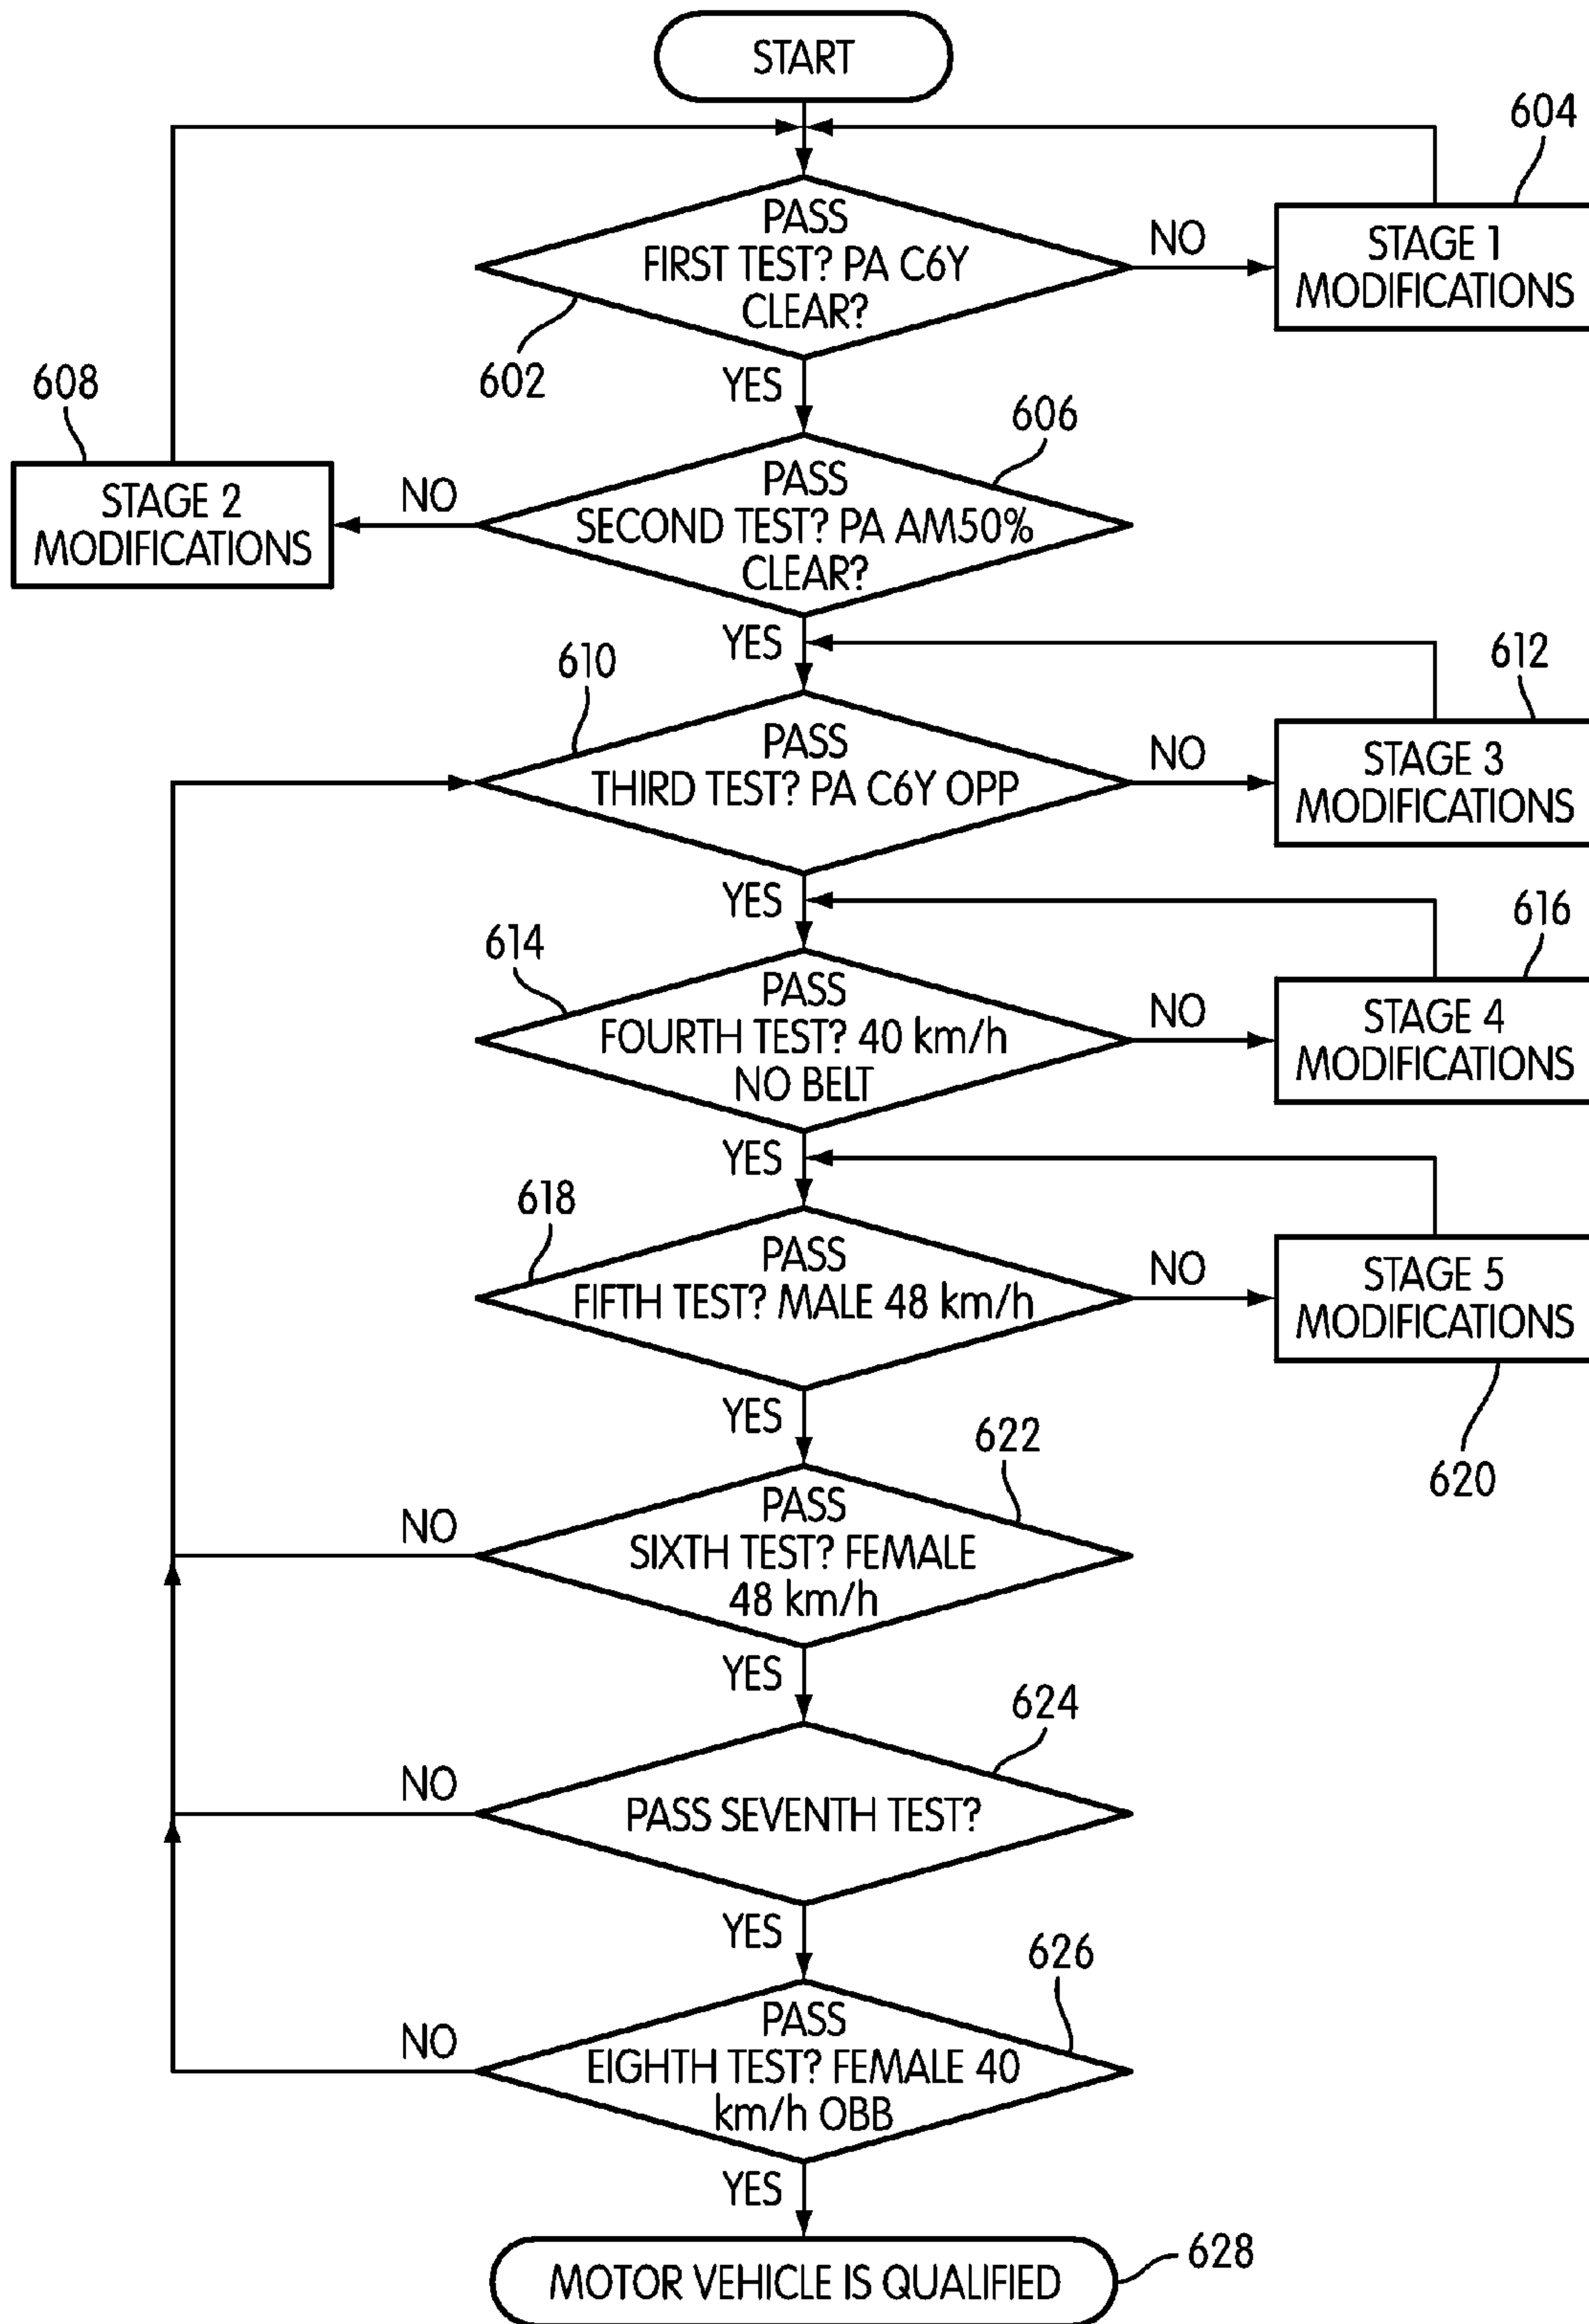 START
604
PASS
FIRST TEST? PA C6Y
CLEAR?
NO
STAGE 1
MODIFICATIONS
602
YES
608
606
STAGE 2
MODIFICATIONS
NO
PASS
SECOND TEST? PA AM50%
CLEAR?
YES
610
612
PASS
THIRD TEST? PA C6Y OPP
NO
STAGE 3
MODIFICATIONS
YES
614
616
PASS
FOURTH TEST? 40 km/h
NO BELT
NO
STAGE 4
MODIFICATIONS
YES
618
PASS
FIFTH TEST? MALE 48 km/h
NO
STAGE 5
MODIFICATIONS
620
YES
622
NO
PASS
SIXTH TEST? FEMALE
48 km/h
YES
624
NO
PASS SEVENTH TEST?
YES
626
NO
PASS
EIGHTH TEST? FEMALE 40
km/h OBB
YES
MOTOR VEHICLE IS QUALIFIED
628